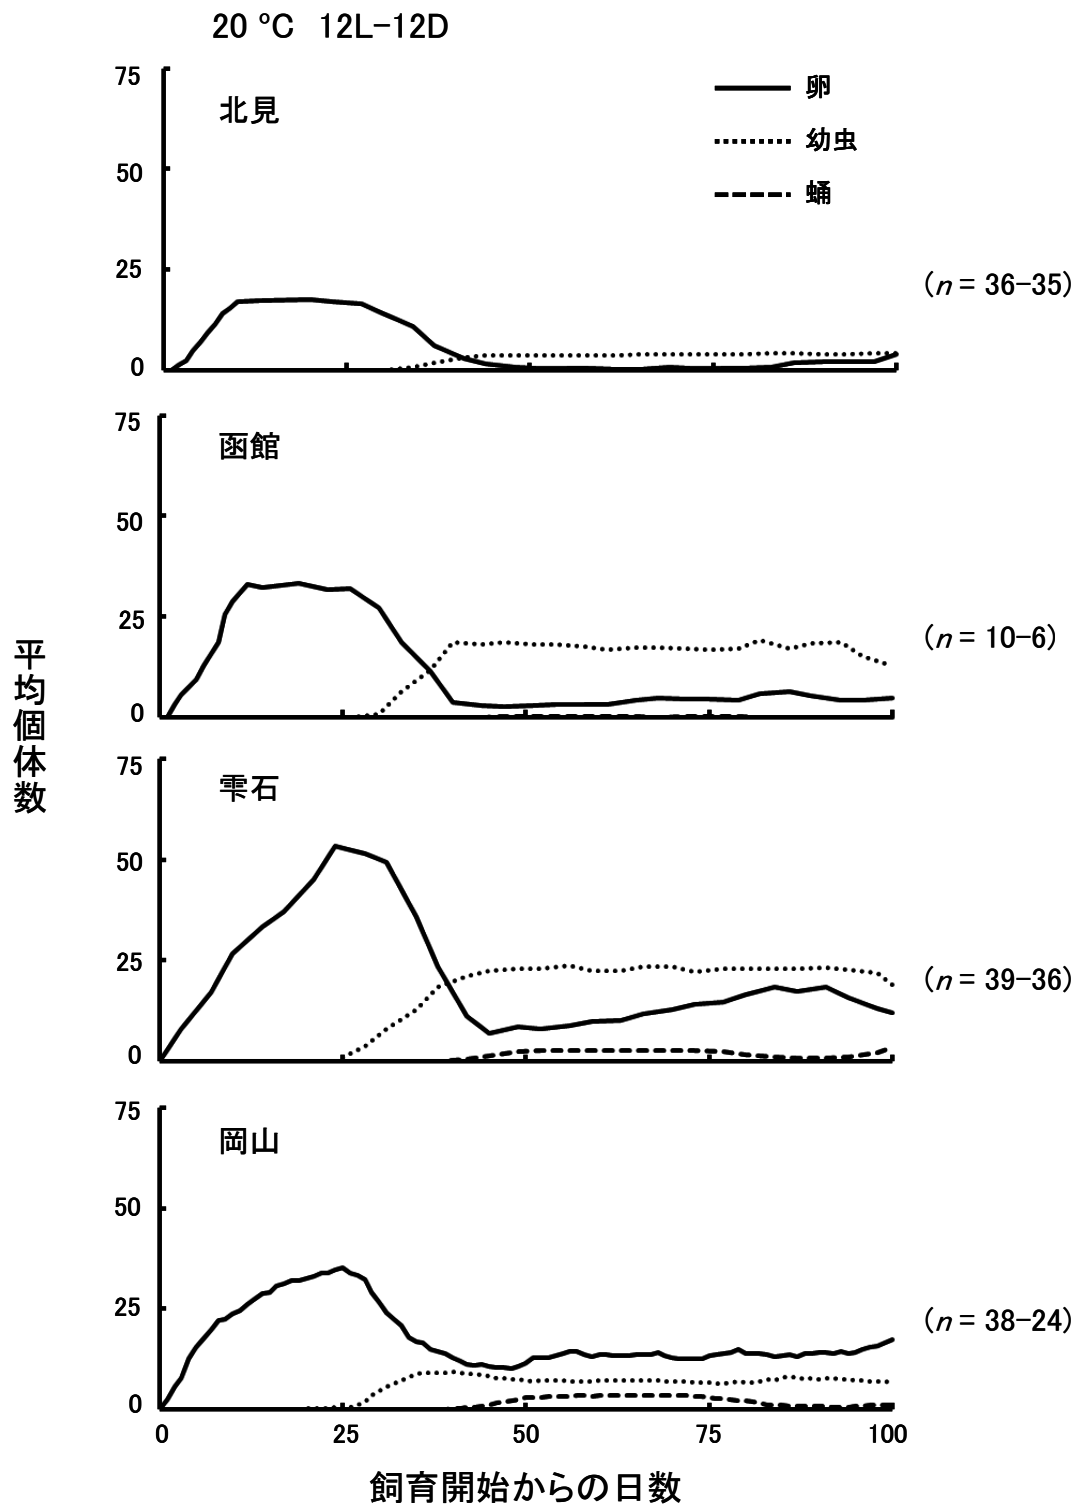 20 ℃ 12L-12D
75
北見
卵
幼虫
蛹
50
25
(n = 36-35)
0
75
函館
50
25
(n = 10-6)
0
平均個体数
75
雫石
50
25
(n = 39-36)
0
75
岡山
50
25
(n = 38-24)
0
0 25 50 75 100
飼育開始からの日数